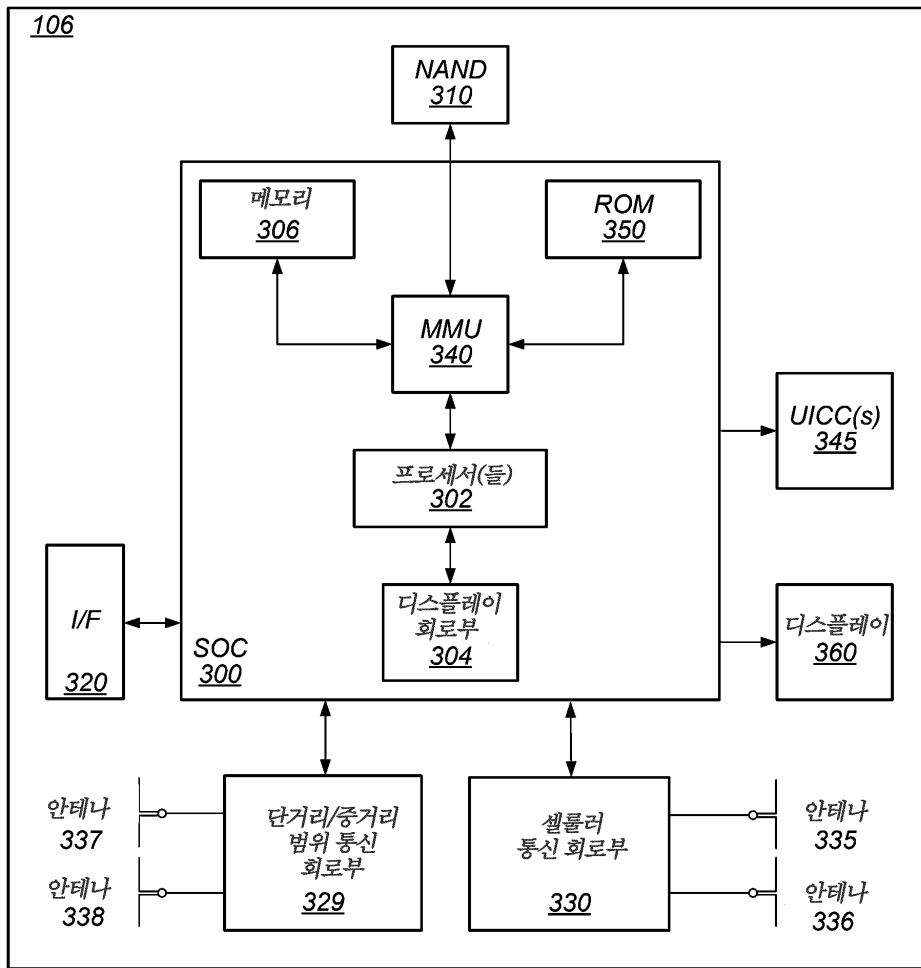 106
NAND
310
메모리
306
ROM
350
MMU
340
UICC(s)
345
프로세서(들)
302
I/F
320
디스플레이
회로부
304
SOC
300
디스플레이
360
안테나
337
단거리/중거리
범위 통신
회로부
329
안테나
338
셀룰러
통신 회로부
330
안테나
335
안테나
336